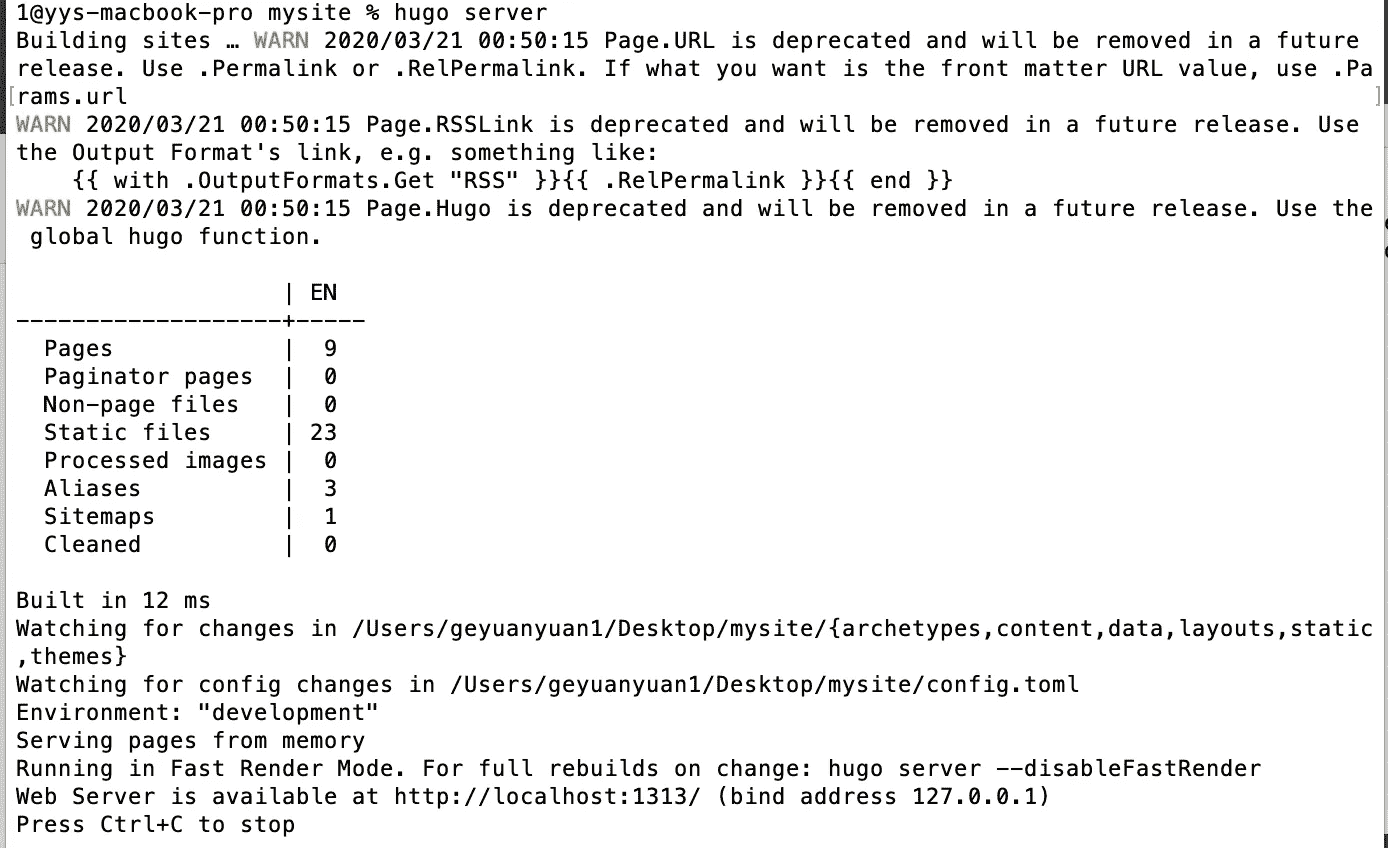 1@yys-macbook-pro mysite % hugo server
Building sites … WARN 2020/03/21 00:50:15 Page.URL is deprecated and will be removed in a future
release. Use .Permalink or .RelPermalink. If what you want is the front matter URL value, use .Pa
[rams.url ]
WARN 2020/03/21 00:50:15 Page.RSSLink is deprecated and will be removed in a future release. Use
the Output Format's link, e.g. something like:
    {{ with .OutputFormats.Get "RSS" }}{{ .RelPermalink }}{{ end }}
WARN 2020/03/21 00:50:15 Page.Hugo is deprecated and will be removed in a future release. Use the
 global hugo function.
                   | EN
-------------------+-----
  Pages            |  9
  Paginator pages  |  0
  Non-page files   |  0
  Static files     | 23
  Processed images |  0
  Aliases          |  3
  Sitemaps         |  1
  Cleaned          |  0
Built in 12 ms
Watching for changes in /Users/geyuanyuan1/Desktop/mysite/{archetypes,content,data,layouts,static
,themes}
Watching for config changes in /Users/geyuanyuan1/Desktop/mysite/config.toml
Environment: "development"
Serving pages from memory
Running in Fast Render Mode. For full rebuilds on change: hugo server --disableFastRender
Web Server is available at http://localhost:1313/ (bind address 127.0.0.1)
Press Ctrl+C to stop